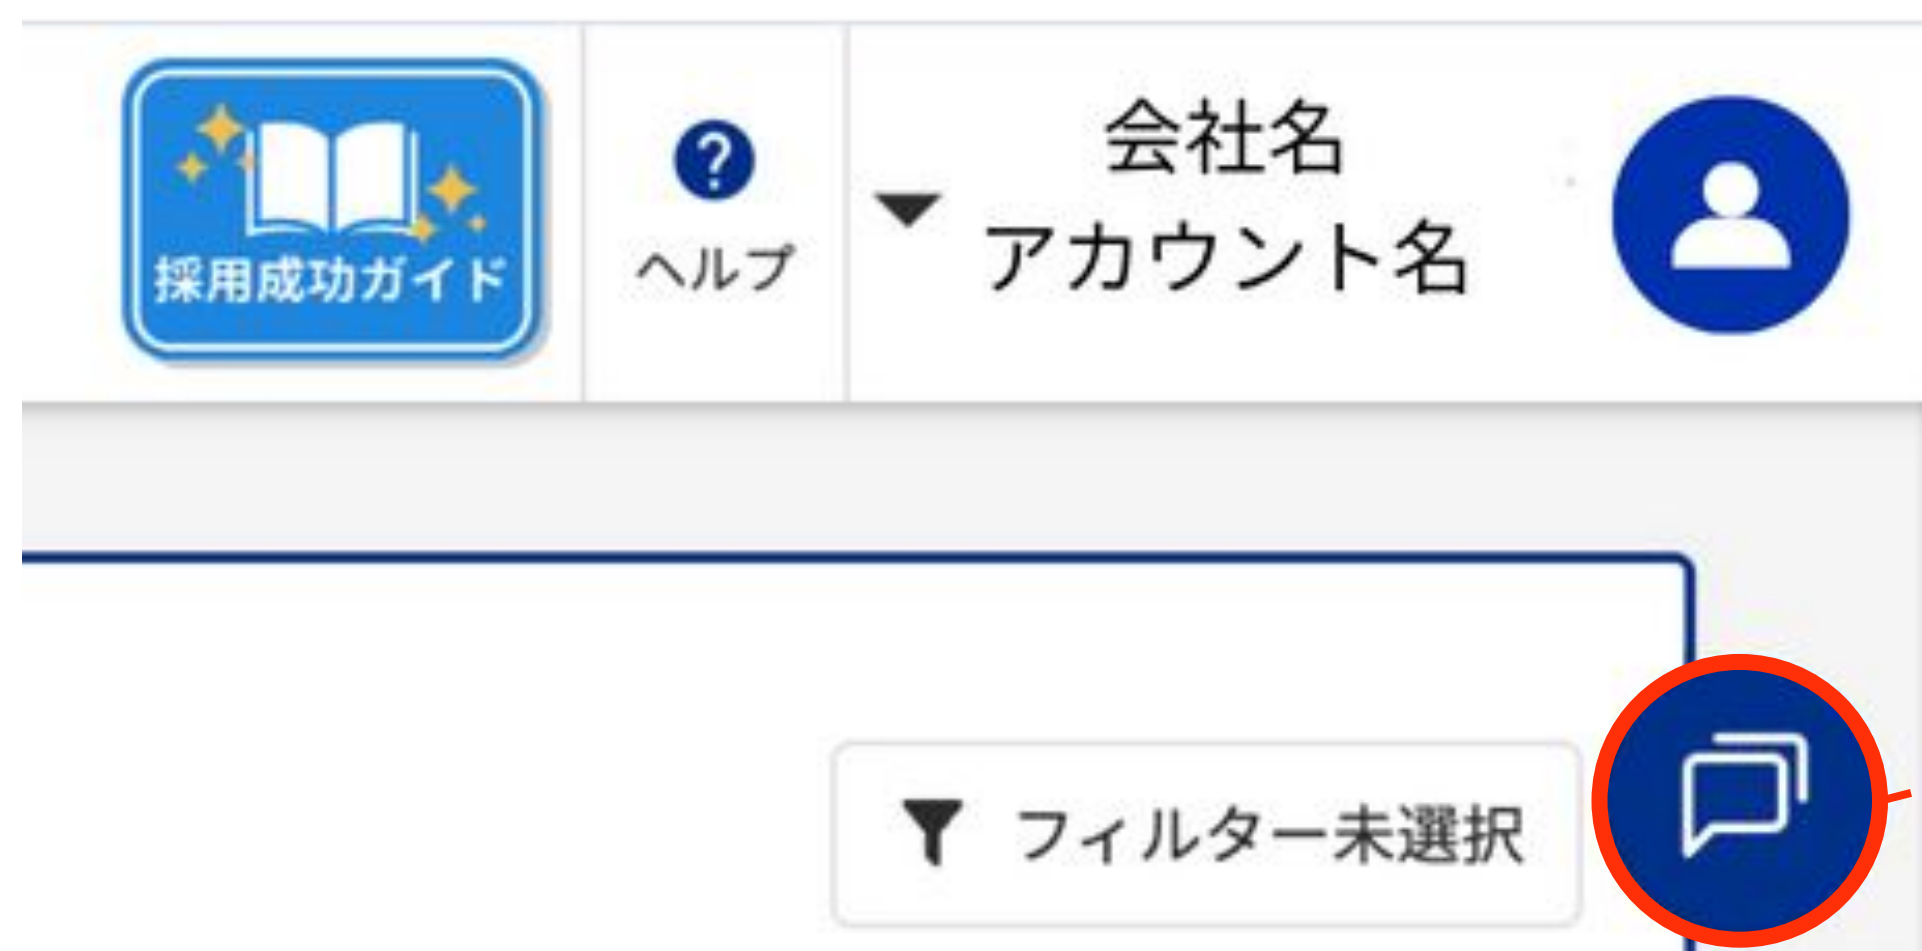 採用成功ガイド
?
ヘルプ
会社名
アカウント名
フィルター未選択